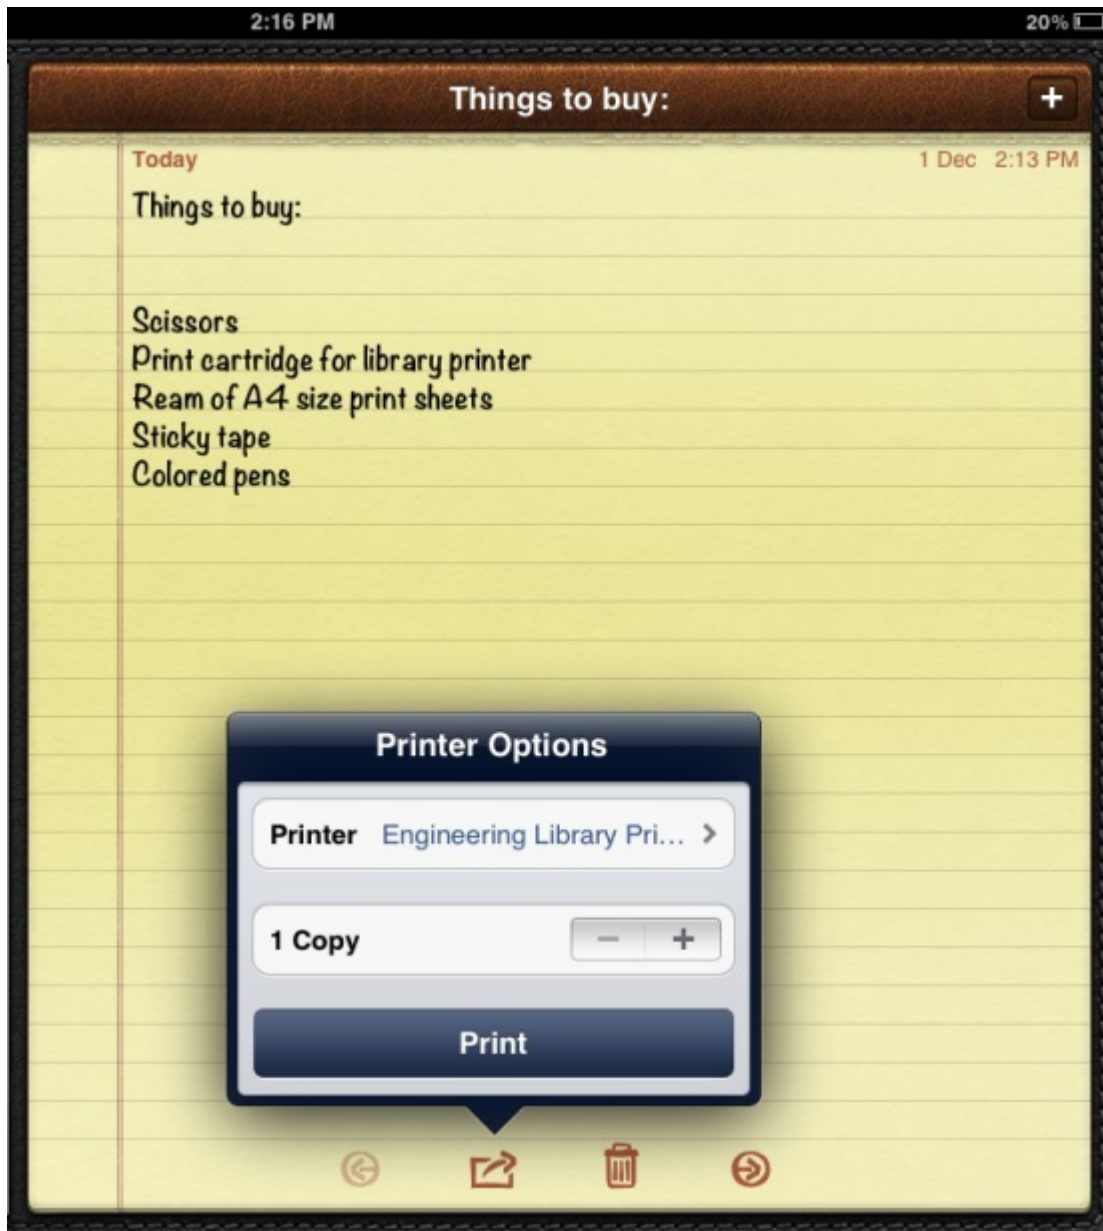 2:16 PM 20%
Things to buy: +
Today 1 Dec 2:13 PM
Things to buy:
Scissors
Print cartridge for library printer
Ream of A4 size print sheets
Sticky tape
Colored pens
Printer Options
Printer Engineering Library Pri... >
1 Copy − +
Print